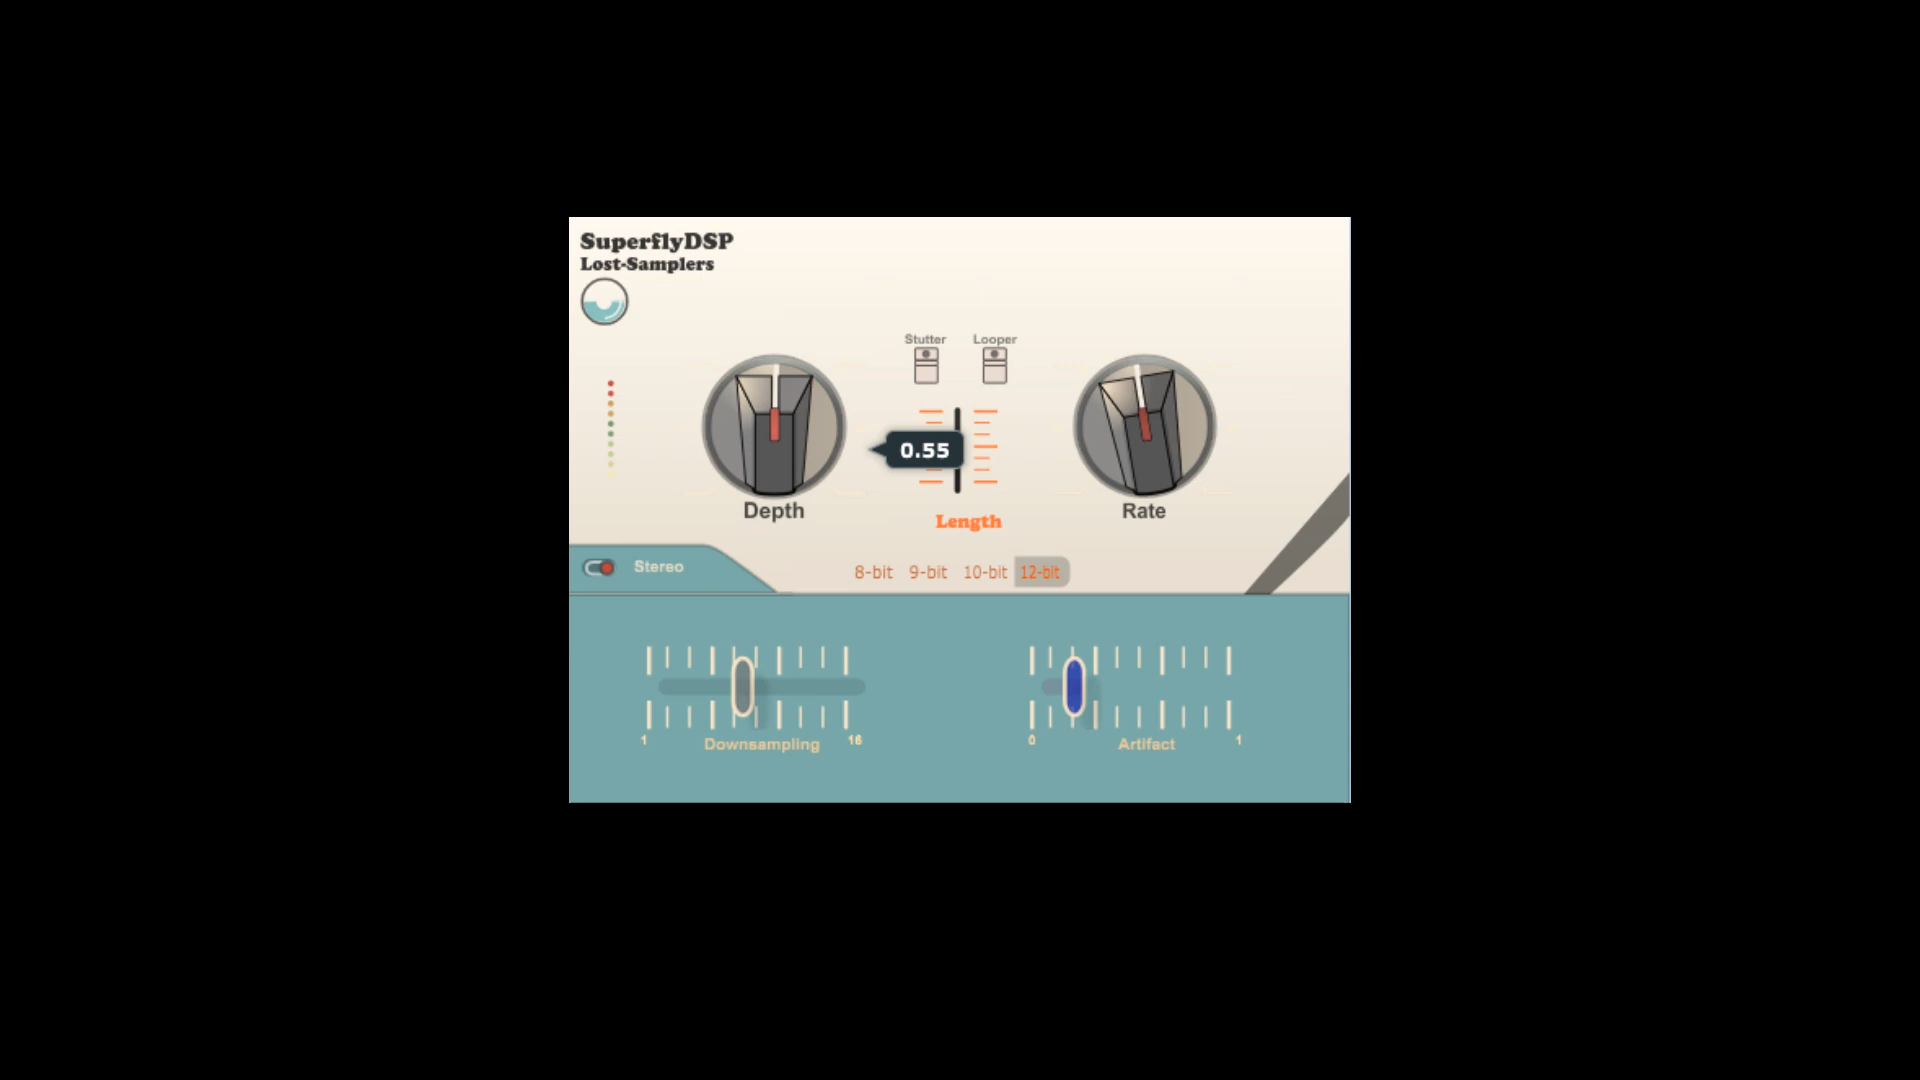 SuperflyDSP
Lost-Samplers
Stutter Looper
0.55
Depth
Length
Rate
Stereo
8-bit 9-bit 10-bit 12-bit
1 Downsampling 16
0 Artifact 1